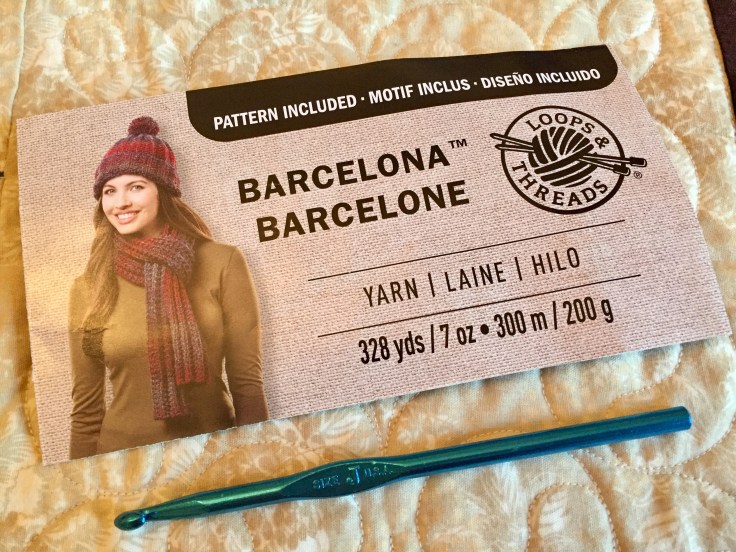 PATTERN INCLUDED · MOTIF INCLUS · DISEÑO INCLUIDO
BARCELONA™
BARCELONE
LOOPS &
THREADS®
YARN | LAINE | HILO
328 yds / 7 oz • 300 m / 200 g
SIZE J U.S.A.